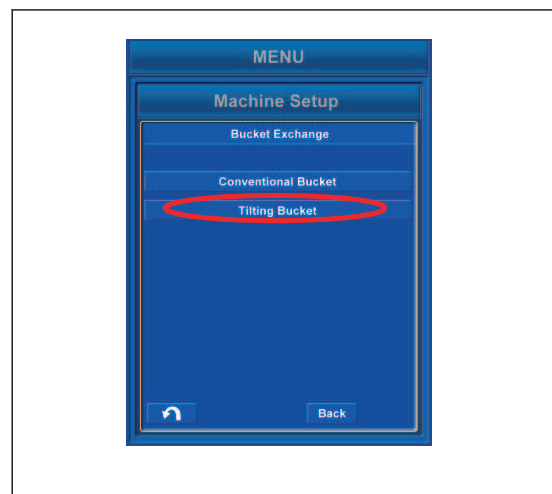 MENU
Machine Setup
Bucket Exchange
Conventional Bucket
Tilting Bucket
Back